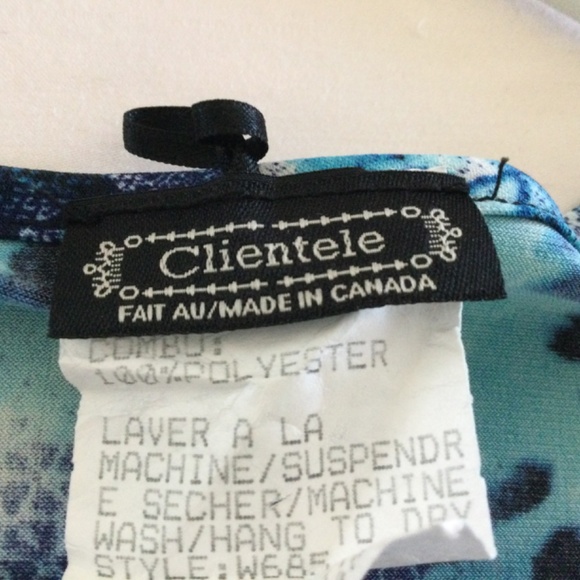 Clientele
FAIT AU/MADE IN CANADA
COMBO:
100%POLYESTER
LAVER A LA
MACHINE/SUSPENDR
E SECHER/MACHINE
WASH/HANG TO DRY
STYLE:W685